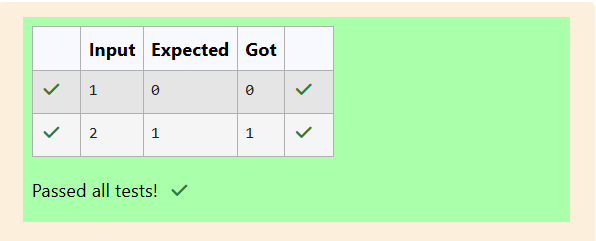 Input Expected Got
1 0 0
2 1 1
Passed all tests!